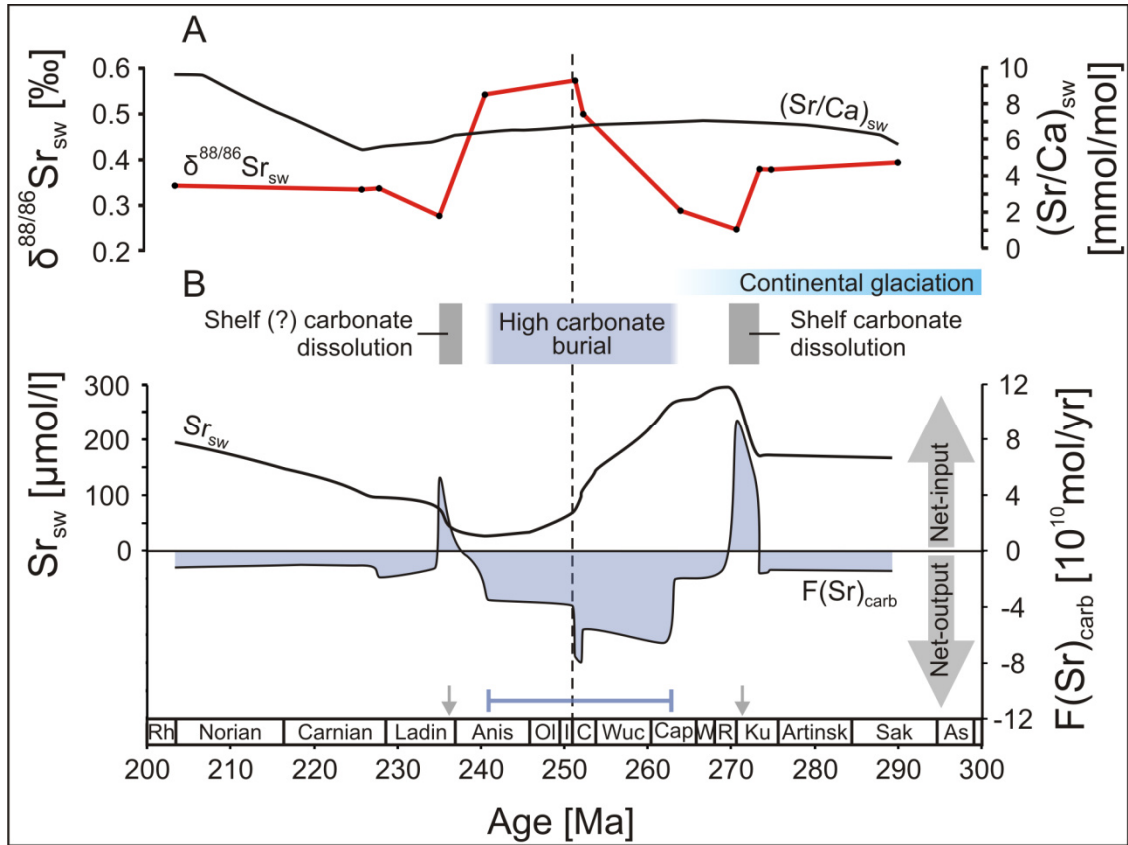 A
δ88/86Srsw [‰]
0.6
0.5
0.4
0.3
0.2
(Sr/Ca)sw
δ88/86Srsw
10
8
6
4
2
0
(Sr/Ca)sw
[mmol/mol]
B
Continental glaciation
Shelf (?) carbonate
dissolution
High carbonate
burial
Shelf carbonate
dissolution
Srsw [µmol/l]
300
200
100
0
Srsw
F(Sr)carb
12
8
4
0
-4
-8
-12
Net-input
Net-output
F(Sr)carb [10¹⁰mol/yr]
Rh Norian Carnian Ladin Anis Ol I C Wuc Cap W R Ku Artinsk Sak As
200 210 220 230 240 250 260 270 280 290 300
Age [Ma]